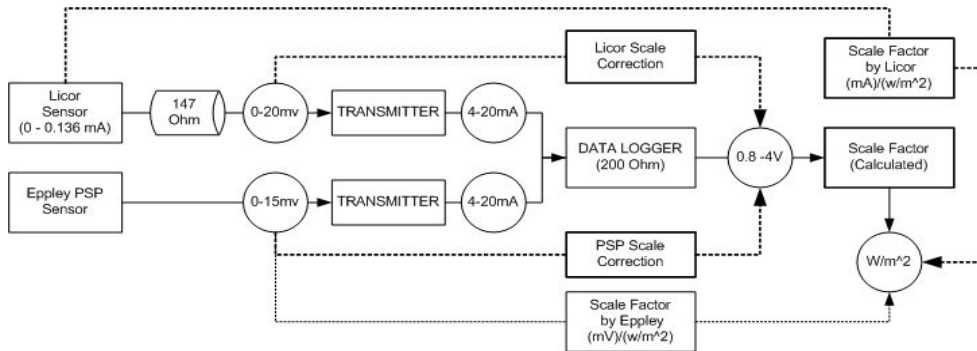 Licor Scale
Correction
Scale Factor
by Licor
(mA)/(w/m^2)
Licor
Sensor
(0 - 0.136 mA)
147
Ohm
0-20mv
TRANSMITTER
4-20mA
DATA LOGGER
(200 Ohm)
0.8 -4V
Scale Factor
(Calculated)
Eppley PSP
Sensor
0-15mv
TRANSMITTER
4-20mA
PSP Scale
Correction
W/m^2
Scale Factor
by Eppley
(mV)/(w/m^2)